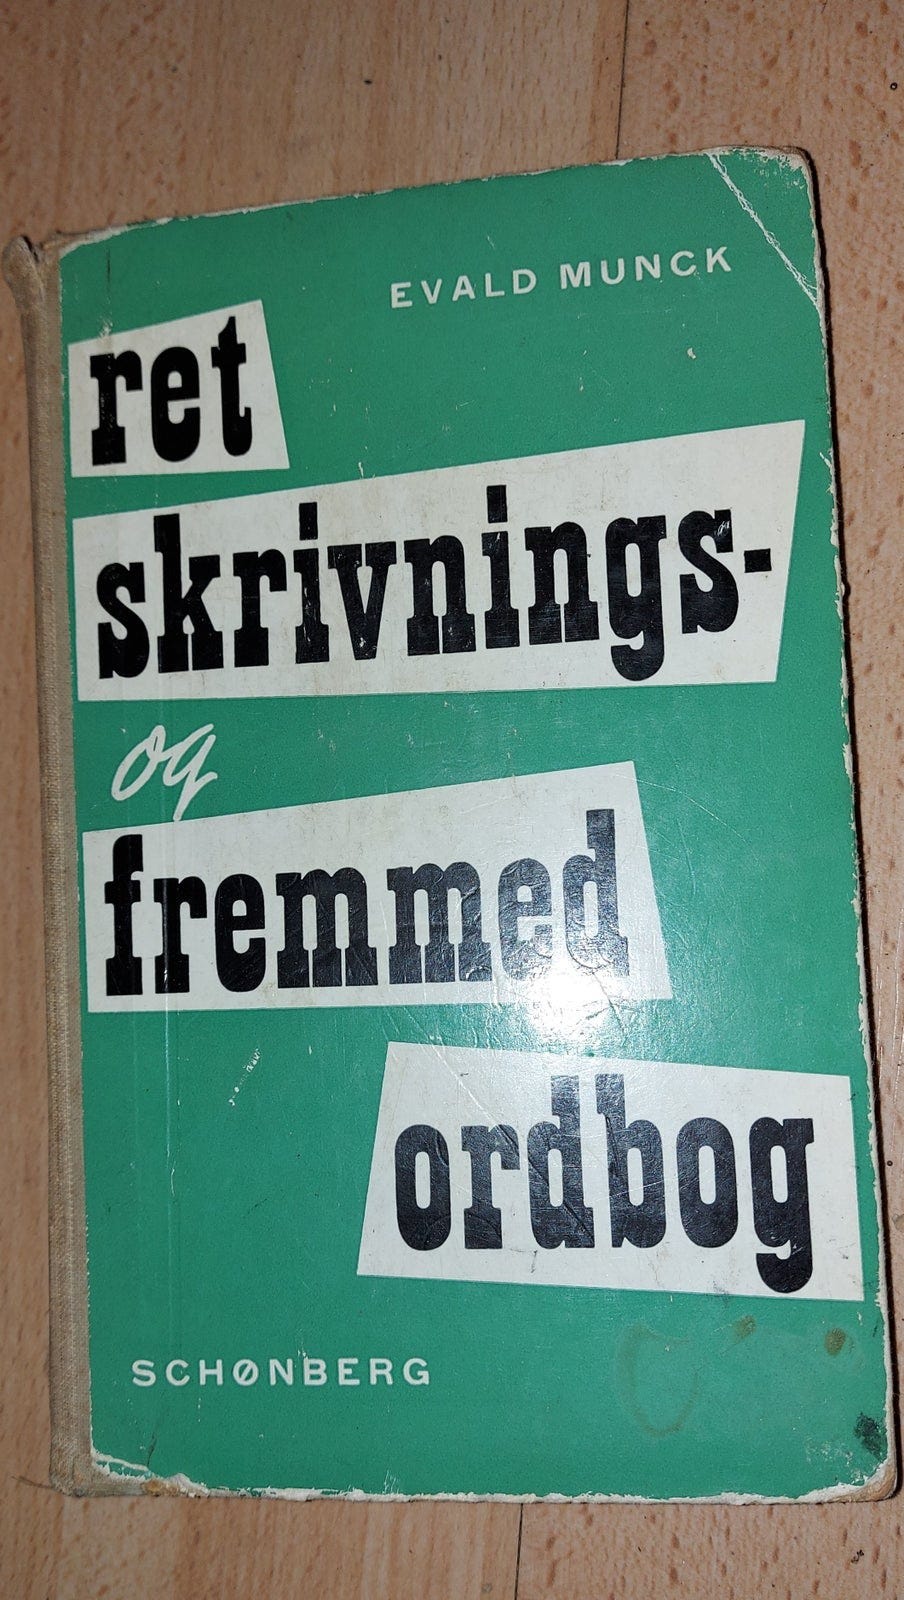 EVALD MUNCK
ret
skrivnings-
og
fremmed
ordbog
SCHØNBERG